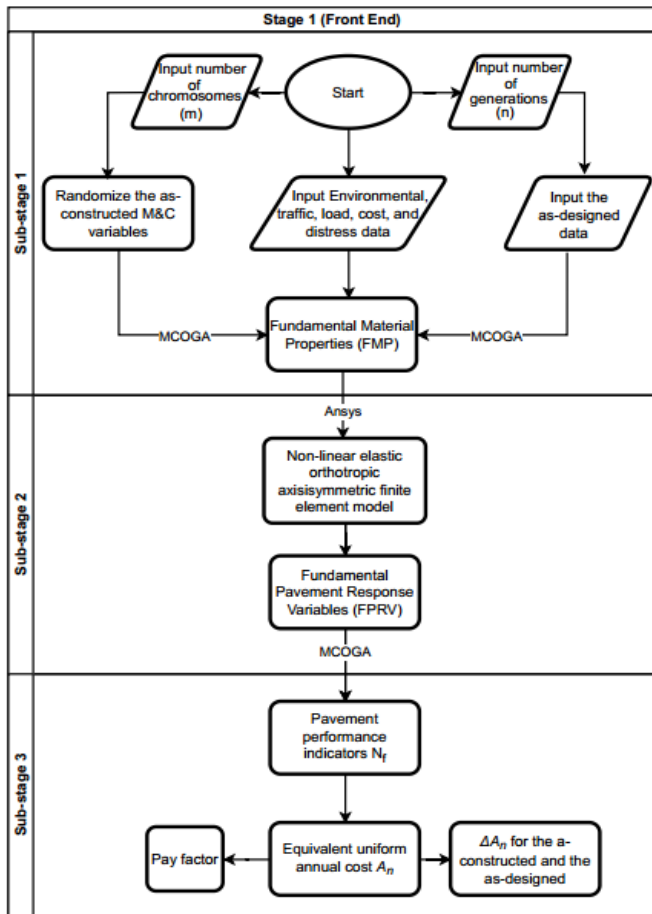 Stage 1 (Front End)
Sub-stage 1
Input number
of
chromosomes
(m)
Start
Input number
of
generations
(n)
Randomize the as-
constructed M&C
variables
Input Environmental,
traffic, load, cost, and
distress data
Input the
as-designed
data
MCOGA
Fundamental Material
Properties (FMP)
MCOGA
Sub-stage 2
Ansys
Non-linear elastic
orthotropic
axisisymmetric finite
element model
Fundamental
Pavement Response
Variables (FPRV)
MCOGA
Sub-stage 3
Pavement
performance
indicators N_f
Pay factor
Equivalent uniform
annual cost A_n
ΔA_n for the a-
constructed and the
as-designed